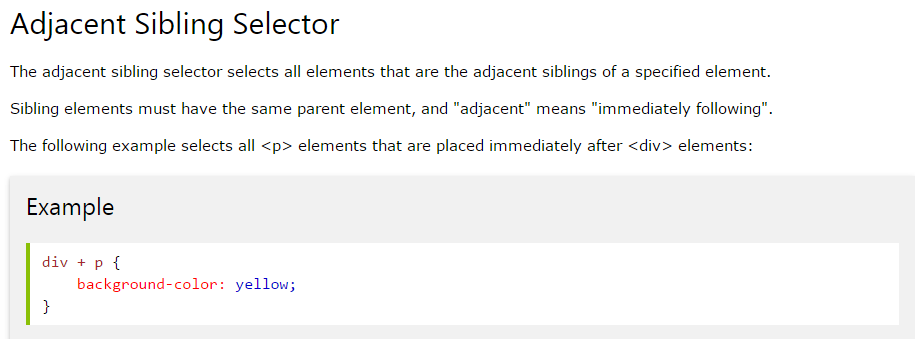 Adjacent Sibling Selector
The adjacent sibling selector selects all elements that are the adjacent siblings of a specified element.
Sibling elements must have the same parent element, and "adjacent" means "immediately following".
The following example selects all <p> elements that are placed immediately after <div> elements:
Example
div + p {
    background-color: yellow;
}